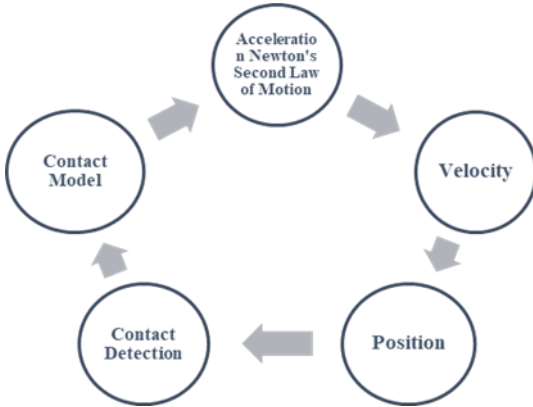 Acceleratio
n Newton's
Second Law
of Motion
Velocity
Position
Contact
Detection
Contact
Model